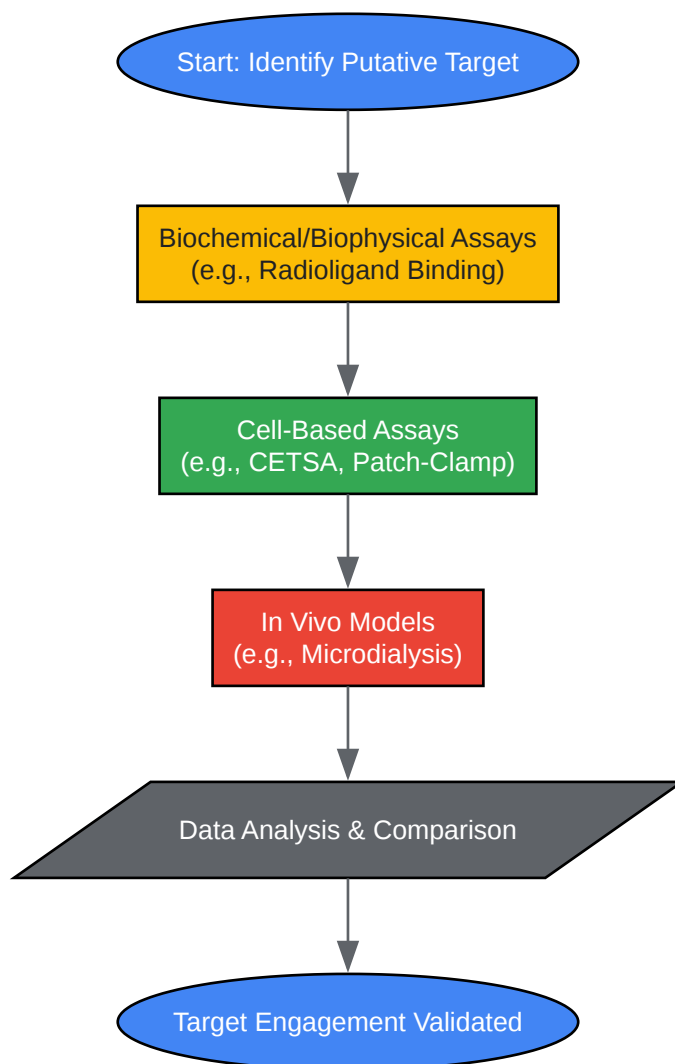 Start: Identify Putative Target
Biochemical/Biophysical Assays
(e.g., Radioligand Binding)
Cell-Based Assays
(e.g., CETSA, Patch-Clamp)
In Vivo Models
(e.g., Microdialysis)
Data Analysis & Comparison
Target Engagement Validated